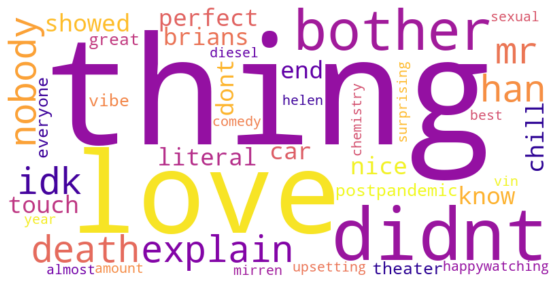 showed perfect bother mr
great brians
diesel
sexual
nobody thing han
everyone vibe dont end
helen
comedy
chemistry surprising best
chill
literal car
idk love nice
postpandemic know vin
touch
year didnt
death explain
almost amount mirren upsetting theater happywatching